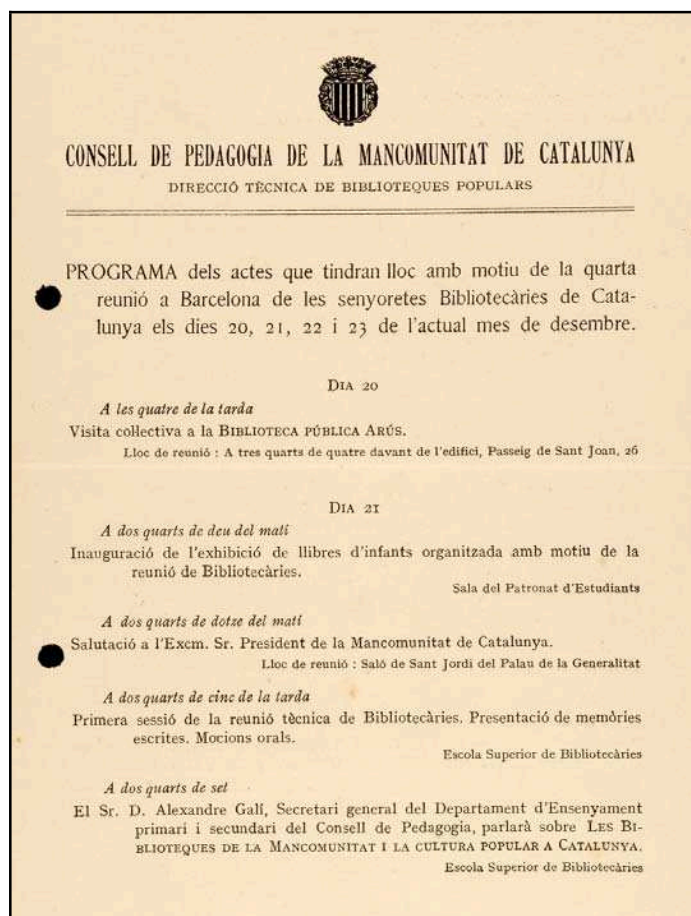 CONSELL DE PEDAGOGIA DE LA MANCOMUNITAT DE CATALUNYA
DIRECCIÓ TÈCNICA DE BIBLIOTEQUES POPULARS
PROGRAMA dels actes que tindran lloc amb motiu de la quarta
reunió a Barcelona de les senyoretes Bibliotecàries de Cata-
lunya els dies 20, 21, 22 i 23 de l'actual mes de desembre.
DIA 20
A les quatre de la tarda
Visita col·lectiva a la BIBLIOTECA PÚBLICA ARÚS.
Lloc de reunió : A tres quarts de quatre davant de l'edifici, Passeig de Sant Joan, 26
DIA 21
A dos quarts de deu del matí
Inauguració de l'exhibició de llibres d'infants organitzada amb motiu de la
reunió de Bibliotecàries.
Sala del Patronat d'Estudiants
A dos quarts de dotze del matí
Salutació a l'Excm. Sr. President de la Mancomunitat de Catalunya.
Lloc de reunió : Saló de Sant Jordi del Palau de la Generalitat
A dos quarts de cinc de la tarda
Primera sessió de la reunió tècnica de Bibliotecàries. Presentació de memòries
escrites. Mocions orals.
Escola Superior de Bibliotecàries
A dos quarts de set
El Sr. D. Alexandre Galí, Secretari general del Departament d'Ensenyament
primari i secundari del Consell de Pedagogia, parlarà sobre LES BI-
BLIOTEQUES DE LA MANCOMUNITAT I LA CULTURA POPULAR A CATALUNYA.
Escola Superior de Bibliotecàries